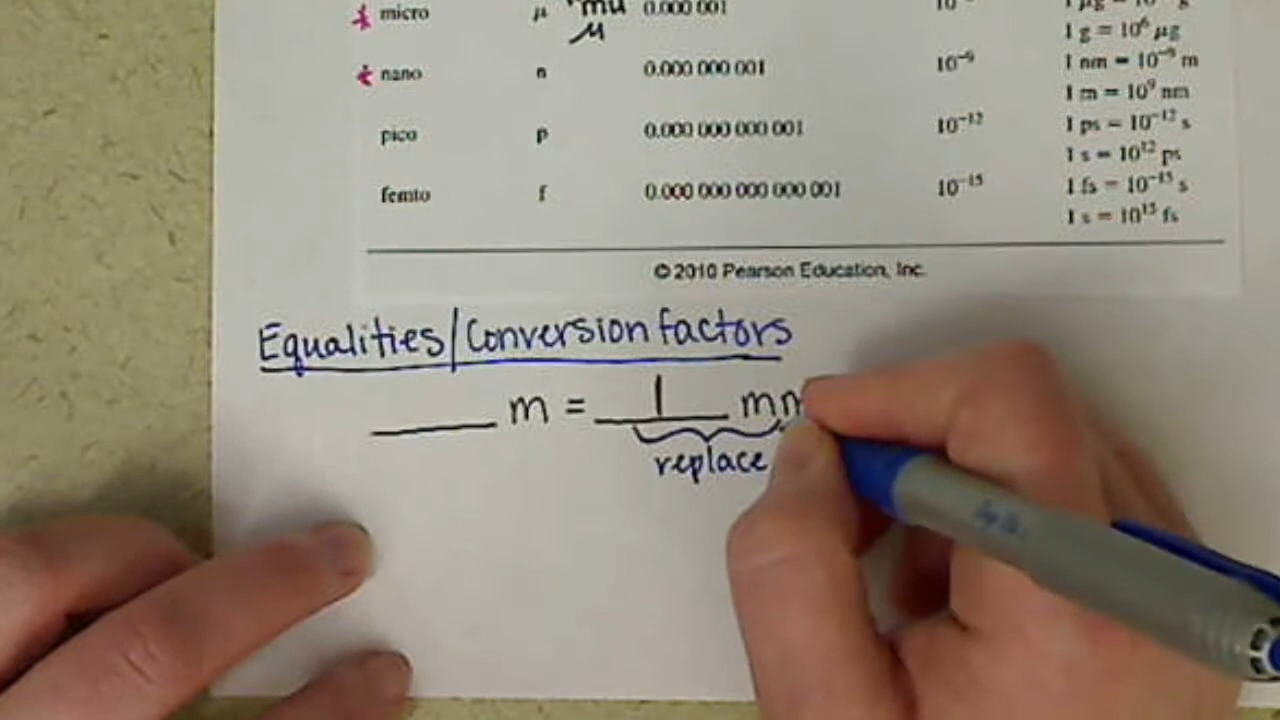 micro μ "mu 0.000 001
μ 1 g = 10⁶ μg
nano n 0.000 000 001 10⁻⁹ 1 nm = 10⁻⁹ m
1 m = 10⁹ nm
pico p 0.000 000 000 001 10⁻¹² 1 ps = 10⁻¹² s
1 s = 10¹² ps
femto f 0.000 000 000 000 001 10⁻¹⁵ 1 fs = 10⁻¹⁵ s
1 s = 10¹⁵ fs
© 2010 Pearson Education, Inc.
Equalities/Conversion factors
____ m = __1__ mm
replace